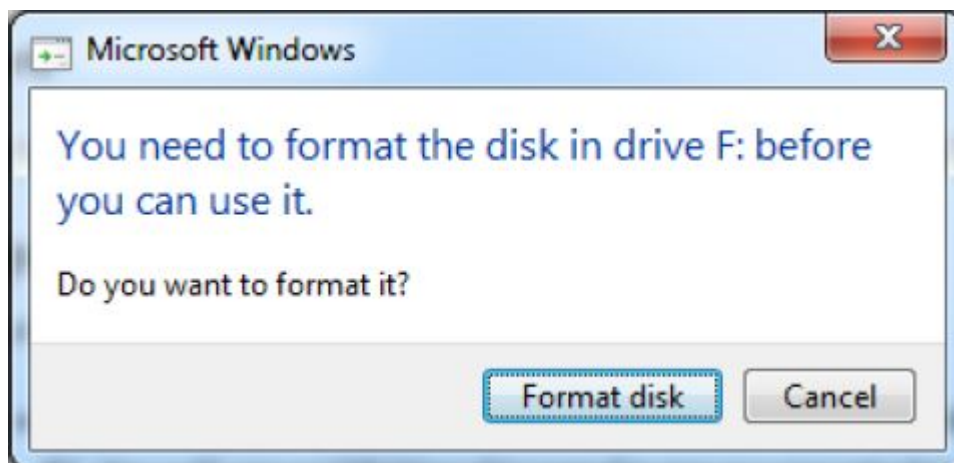 Microsoft Windows
You need to format the disk in drive F: before
you can use it.
Do you want to format it?
Format disk
Cancel